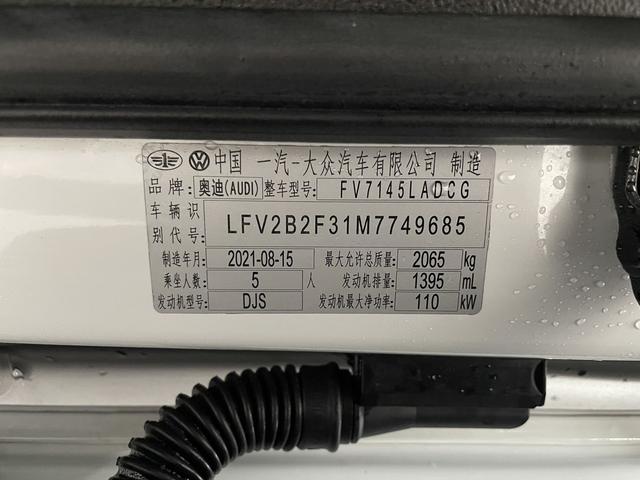 中国 一汽-大众汽车有限公司 制造
品牌: 奥迪(AUDI) 整车型号: FV7145LADCG
车辆识别代号: LFV2B2F31M7749685
制造年月: 2021-08-15 最大允许总质量: 2065 kg
乘坐人数: 5 人 发动机排量: 1395 mL
发动机型号: DJS 发动机最大净功率: 110 kW